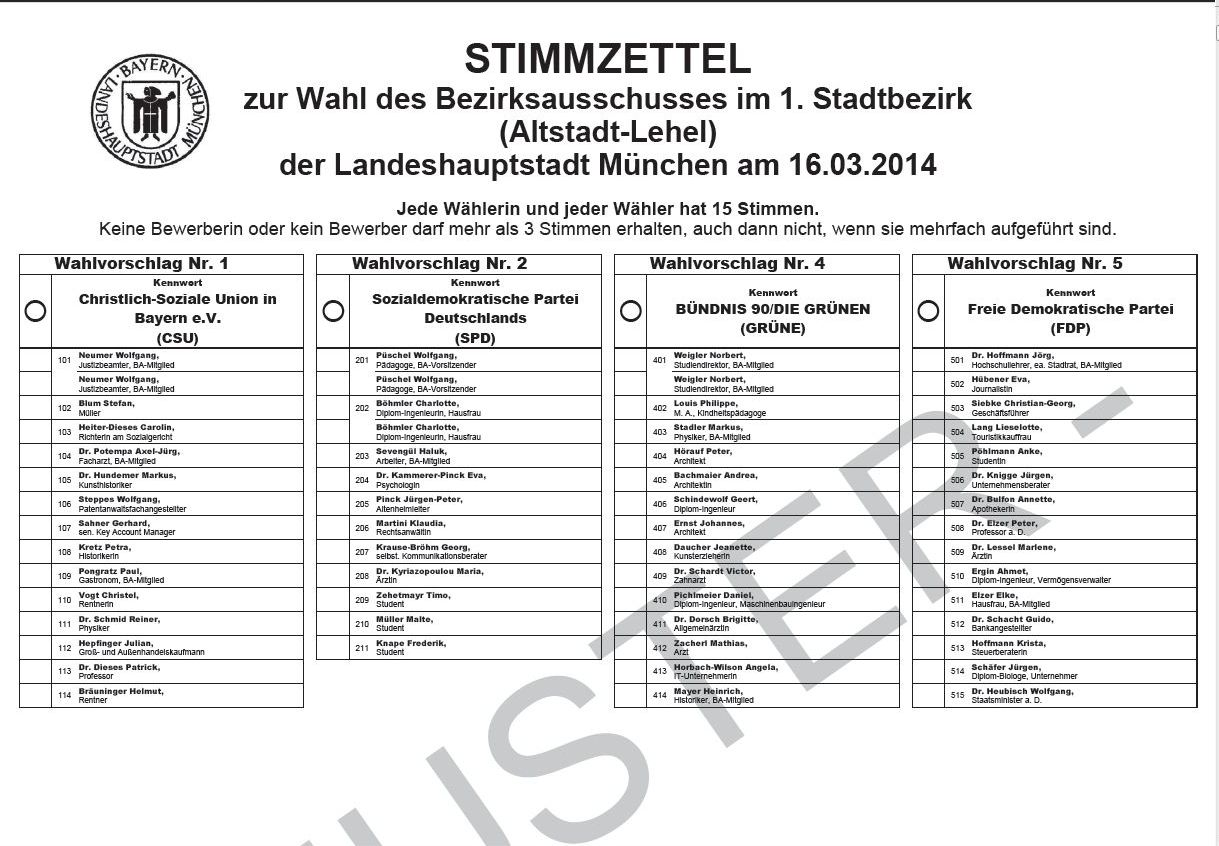 BAYERN
LANDESHAUPTSTADT MÜNCHEN
STIMMZETTEL
zur Wahl des Bezirksausschusses im 1. Stadtbezirk
(Altstadt-Lehel)
der Landeshauptstadt München am 16.03.2014
Jede Wählerin und jeder Wähler hat 15 Stimmen.
Keine Bewerberin oder kein Bewerber darf mehr als 3 Stimmen erhalten, auch dann nicht, wenn sie mehrfach aufgeführt sind.
Wahlvorschlag Nr. 1
Kennwort
Christlich-Soziale Union in
Bayern e.V.
(CSU)
101 Neumer Wolfgang,
Justizbeamter, BA-Mitglied
Neumer Wolfgang,
Justizbeamter, BA-Mitglied
102 Blum Stefan,
Müller
103 Heiter-Dieses Carolin,
Richterin am Sozialgericht
104 Dr. Potempa Axel-Jürg,
Facharzt, BA-Mitglied
105 Dr. Hundemer Markus,
Kunsthistoriker
106 Steppes Wolfgang,
Patentanwaltsfachangestellter
107 Sahner Gerhard,
sen. Key Account Manager
108 Kretz Petra,
Historikerin
109 Pongratz Paul,
Gastronom, BA-Mitglied
110 Vogt Christel,
Rentnerin
111 Dr. Schmid Reiner,
Physiker
112 Hepfinger Julian,
Groß- und Außenhandelskaufmann
113 Dr. Dieses Patrick,
Professor
114 Bräuninger Helmut,
Rentner
Wahlvorschlag Nr. 2
Kennwort
Sozialdemokratische Partei
Deutschlands
(SPD)
201 Püschel Wolfgang,
Pädagoge, BA-Vorsitzender
Püschel Wolfgang,
Pädagoge, BA-Vorsitzender
202 Böhmler Charlotte,
Diplom-Ingenieurin, Hausfrau
Böhmler Charlotte,
Diplom-Ingenieurin, Hausfrau
203 Sevengül Haluk,
Arbeiter, BA-Mitglied
204 Dr. Kammerer-Pinck Eva,
Psychologin
205 Pinck Jürgen-Peter,
Altenheimleiter
206 Martini Klaudia,
Rechtsanwältin
207 Krause-Bröhm Georg,
selbst. Kommunikationsberater
208 Dr. Kyriazopoulou Maria,
Ärztin
209 Zehetmayr Timo,
Student
210 Müller Malte,
Student
211 Knape Frederik,
Student
Wahlvorschlag Nr. 4
Kennwort
BÜNDNIS 90/DIE GRÜNEN
(GRÜNE)
401 Weigler Norbert,
Studiendirektor, BA-Mitglied
Weigler Norbert,
Studiendirektor, BA-Mitglied
402 Louis Philippe,
M. A., Kindheitspädagoge
403 Stadler Markus,
Physiker, BA-Mitglied
404 Hörauf Peter,
Architekt
405 Bachmaier Andrea,
Architektin
406 Schindewolf Geert,
Diplom-Ingenieur
407 Ernst Johannes,
Architekt
408 Daucher Jeanette,
Kunsterzieherin
409 Dr. Schardt Victor,
Zahnarzt
410 Pichlmeier Daniel,
Diplom-Ingenieur, Maschinenbauingenieur
411 Dr. Dorsch Brigitte,
Allgemeinärztin
412 Zacherl Mathias,
Arzt
413 Horbach-Wilson Angela,
IT-Unternehmerin
414 Mayer Heinrich,
Historiker, BA-Mitglied
Wahlvorschlag Nr. 5
Kennwort
Freie Demokratische Partei
(FDP)
501 Dr. Hoffmann Jörg,
Hochschullehrer, ea. Stadtrat, BA-Mitglied
502 Hübener Eva,
Journalistin
503 Siebke Christian-Georg,
Geschäftsführer
504 Lang Lieselotte,
Touristikkauffrau
505 Pöhlmann Anke,
Studentin
506 Dr. Knigge Jürgen,
Unternehmensberater
507 Dr. Bulfon Annette,
Apothekerin
508 Dr. Elzer Peter,
Professor a. D.
509 Dr. Lessel Marlene,
Ärztin
510 Ergin Ahmet,
Diplom-Ingenieur, Vermögensverwalter
511 Elzer Elke,
Hausfrau, BA-Mitglied
512 Dr. Schacht Guido,
Bankangestellter
513 Hoffmann Krista,
Steuerberaterin
514 Schäfer Jürgen,
Diplom-Biologe, Unternehmer
515 Dr. Heubisch Wolfgang,
Staatsminister a. D.
USTER -